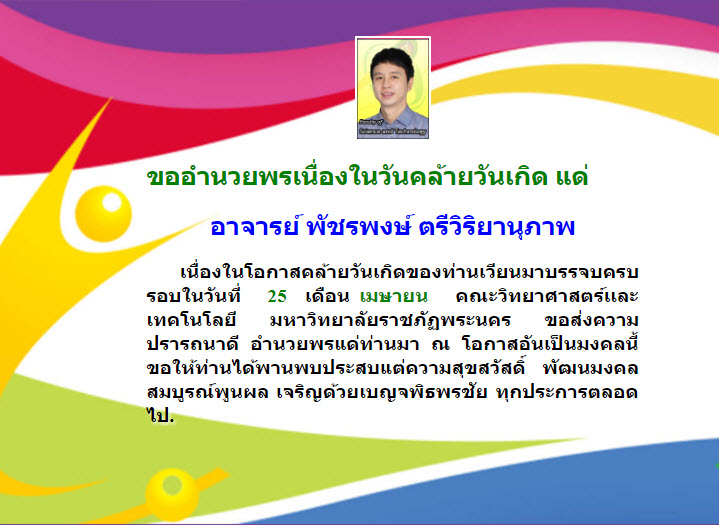 Faculty of
Science and Technology
ขออำนวยพรเนื่องในวันคล้ายวันเกิด แด่
อาจารย์ พัชรพงษ์ ตรีวิริยานุภาพ
เนื่องในโอกาสคล้ายวันเกิดของท่านเวียนมาบรรจบครบ
รอบในวันที่ 25 เดือน เมษายน คณะวิทยาศาสตร์และ
เทคโนโลยี มหาวิทยาลัยราชภัฏพระนคร ขอส่งความ
ปรารถนาดี อำนวยพรแด่ท่านมา ณ โอกาสอันเป็นมงคลนี้
ขอให้ท่านได้พานพบประสบแต่ความสุขสวัสดิ์ พัฒนมงคล
สมบูรณ์พูนผล เจริญด้วยเบญจพิธพรชัย ทุกประการตลอด
ไป.